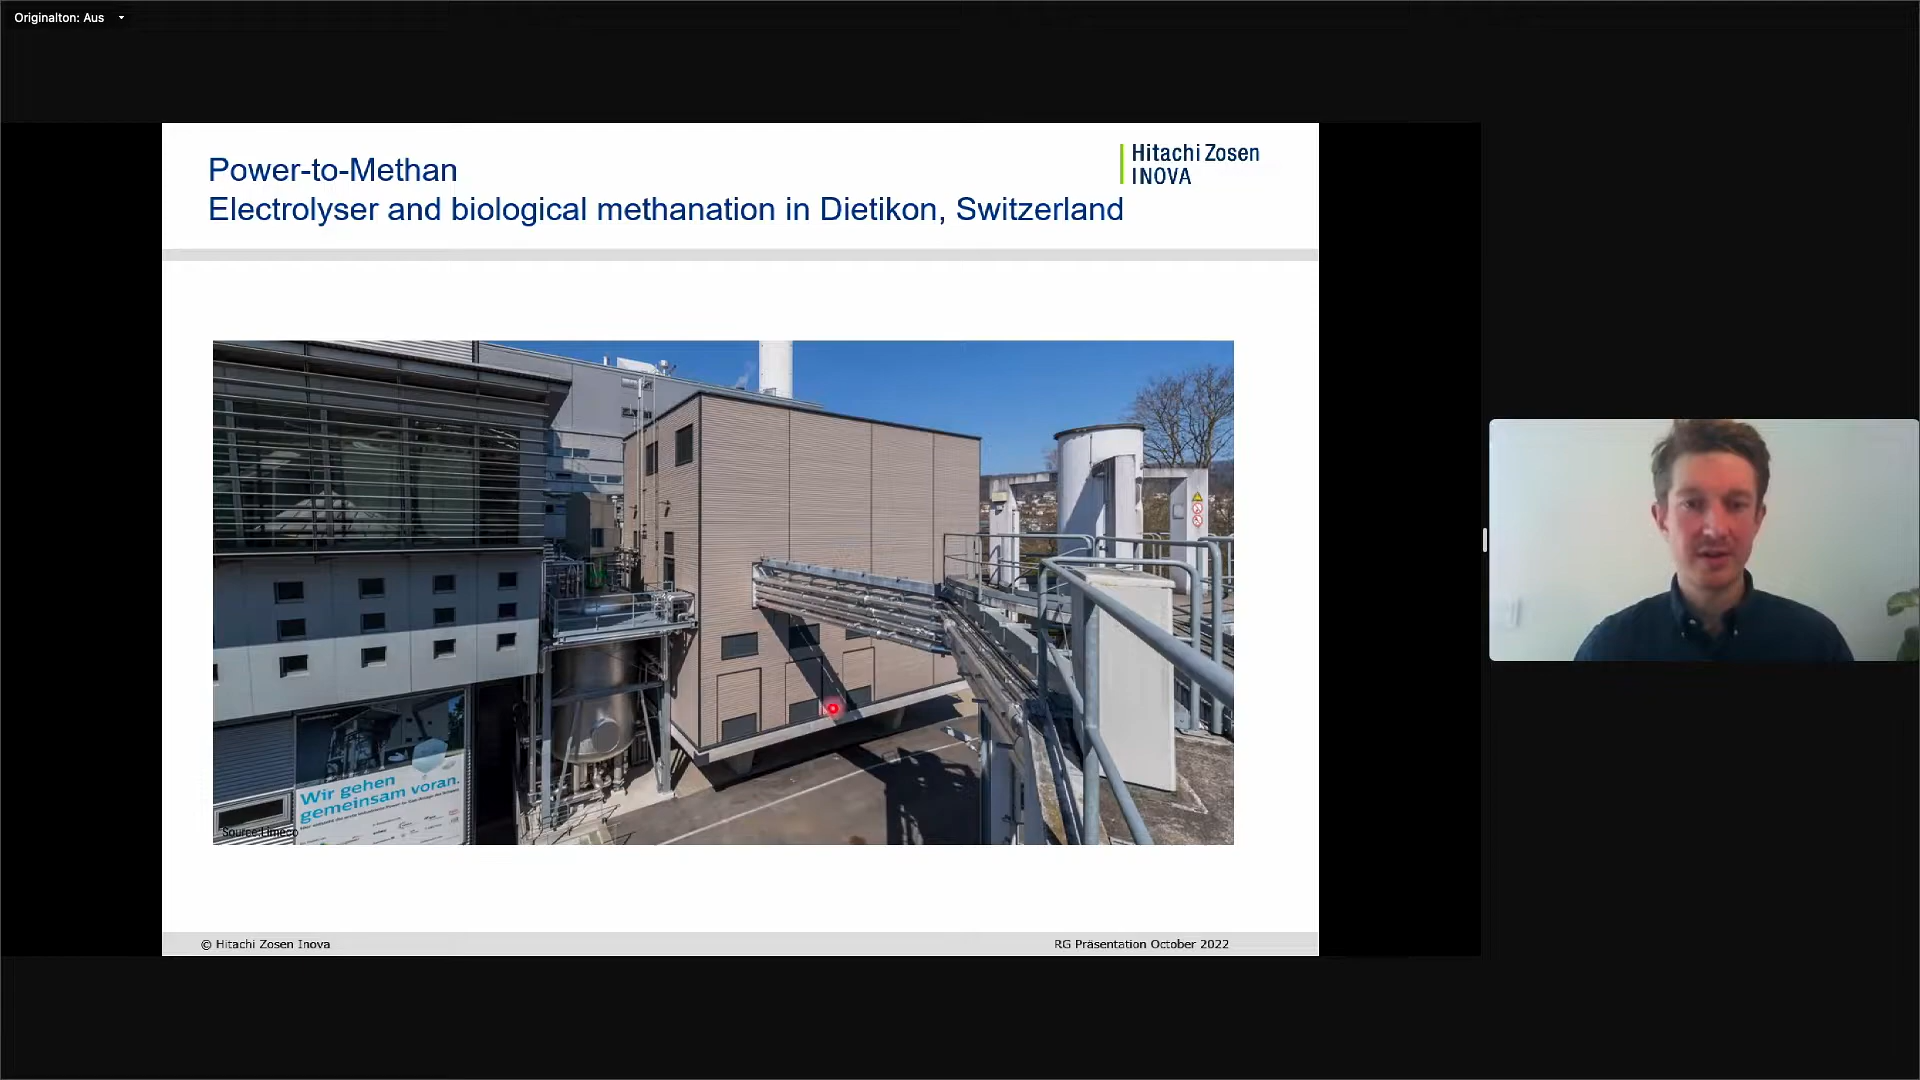 Originalton: Aus
Power-to-Methan
Electrolyser and biological methanation in Dietikon, Switzerland
Hitachi Zosen
INOVA
Wir gehen
gemeinsam voran.
Source:Limeco
© Hitachi Zosen Inova
RG Präsentation October 2022